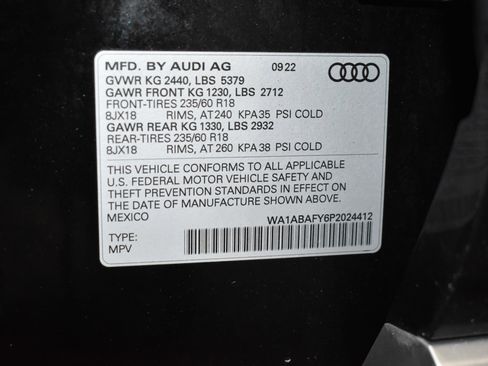 MFD. BY AUDI AG 09 22
GVWR KG 2440, LBS 5379
GAWR FRONT KG 1230, LBS 2712
FRONT-TIRES 235/60 R18
8JX18 RIMS, AT 240 KPA 35 PSI COLD
GAWR REAR KG 1330, LBS 2932
REAR-TIRES 235/60 R18
8JX18 RIMS, AT 260 KPA 38 PSI COLD
THIS VEHICLE CONFORMS TO ALL APPLICABLE
U.S. FEDERAL MOTOR VEHICLE SAFETY AND
THEFT PREVENTION STANDARDS IN EFFECT ON
THE DATE OF MANUFACTURE SHOWN ABOVE.
MEXICO WA1ABAFY6P2024412
TYPE:
MPV